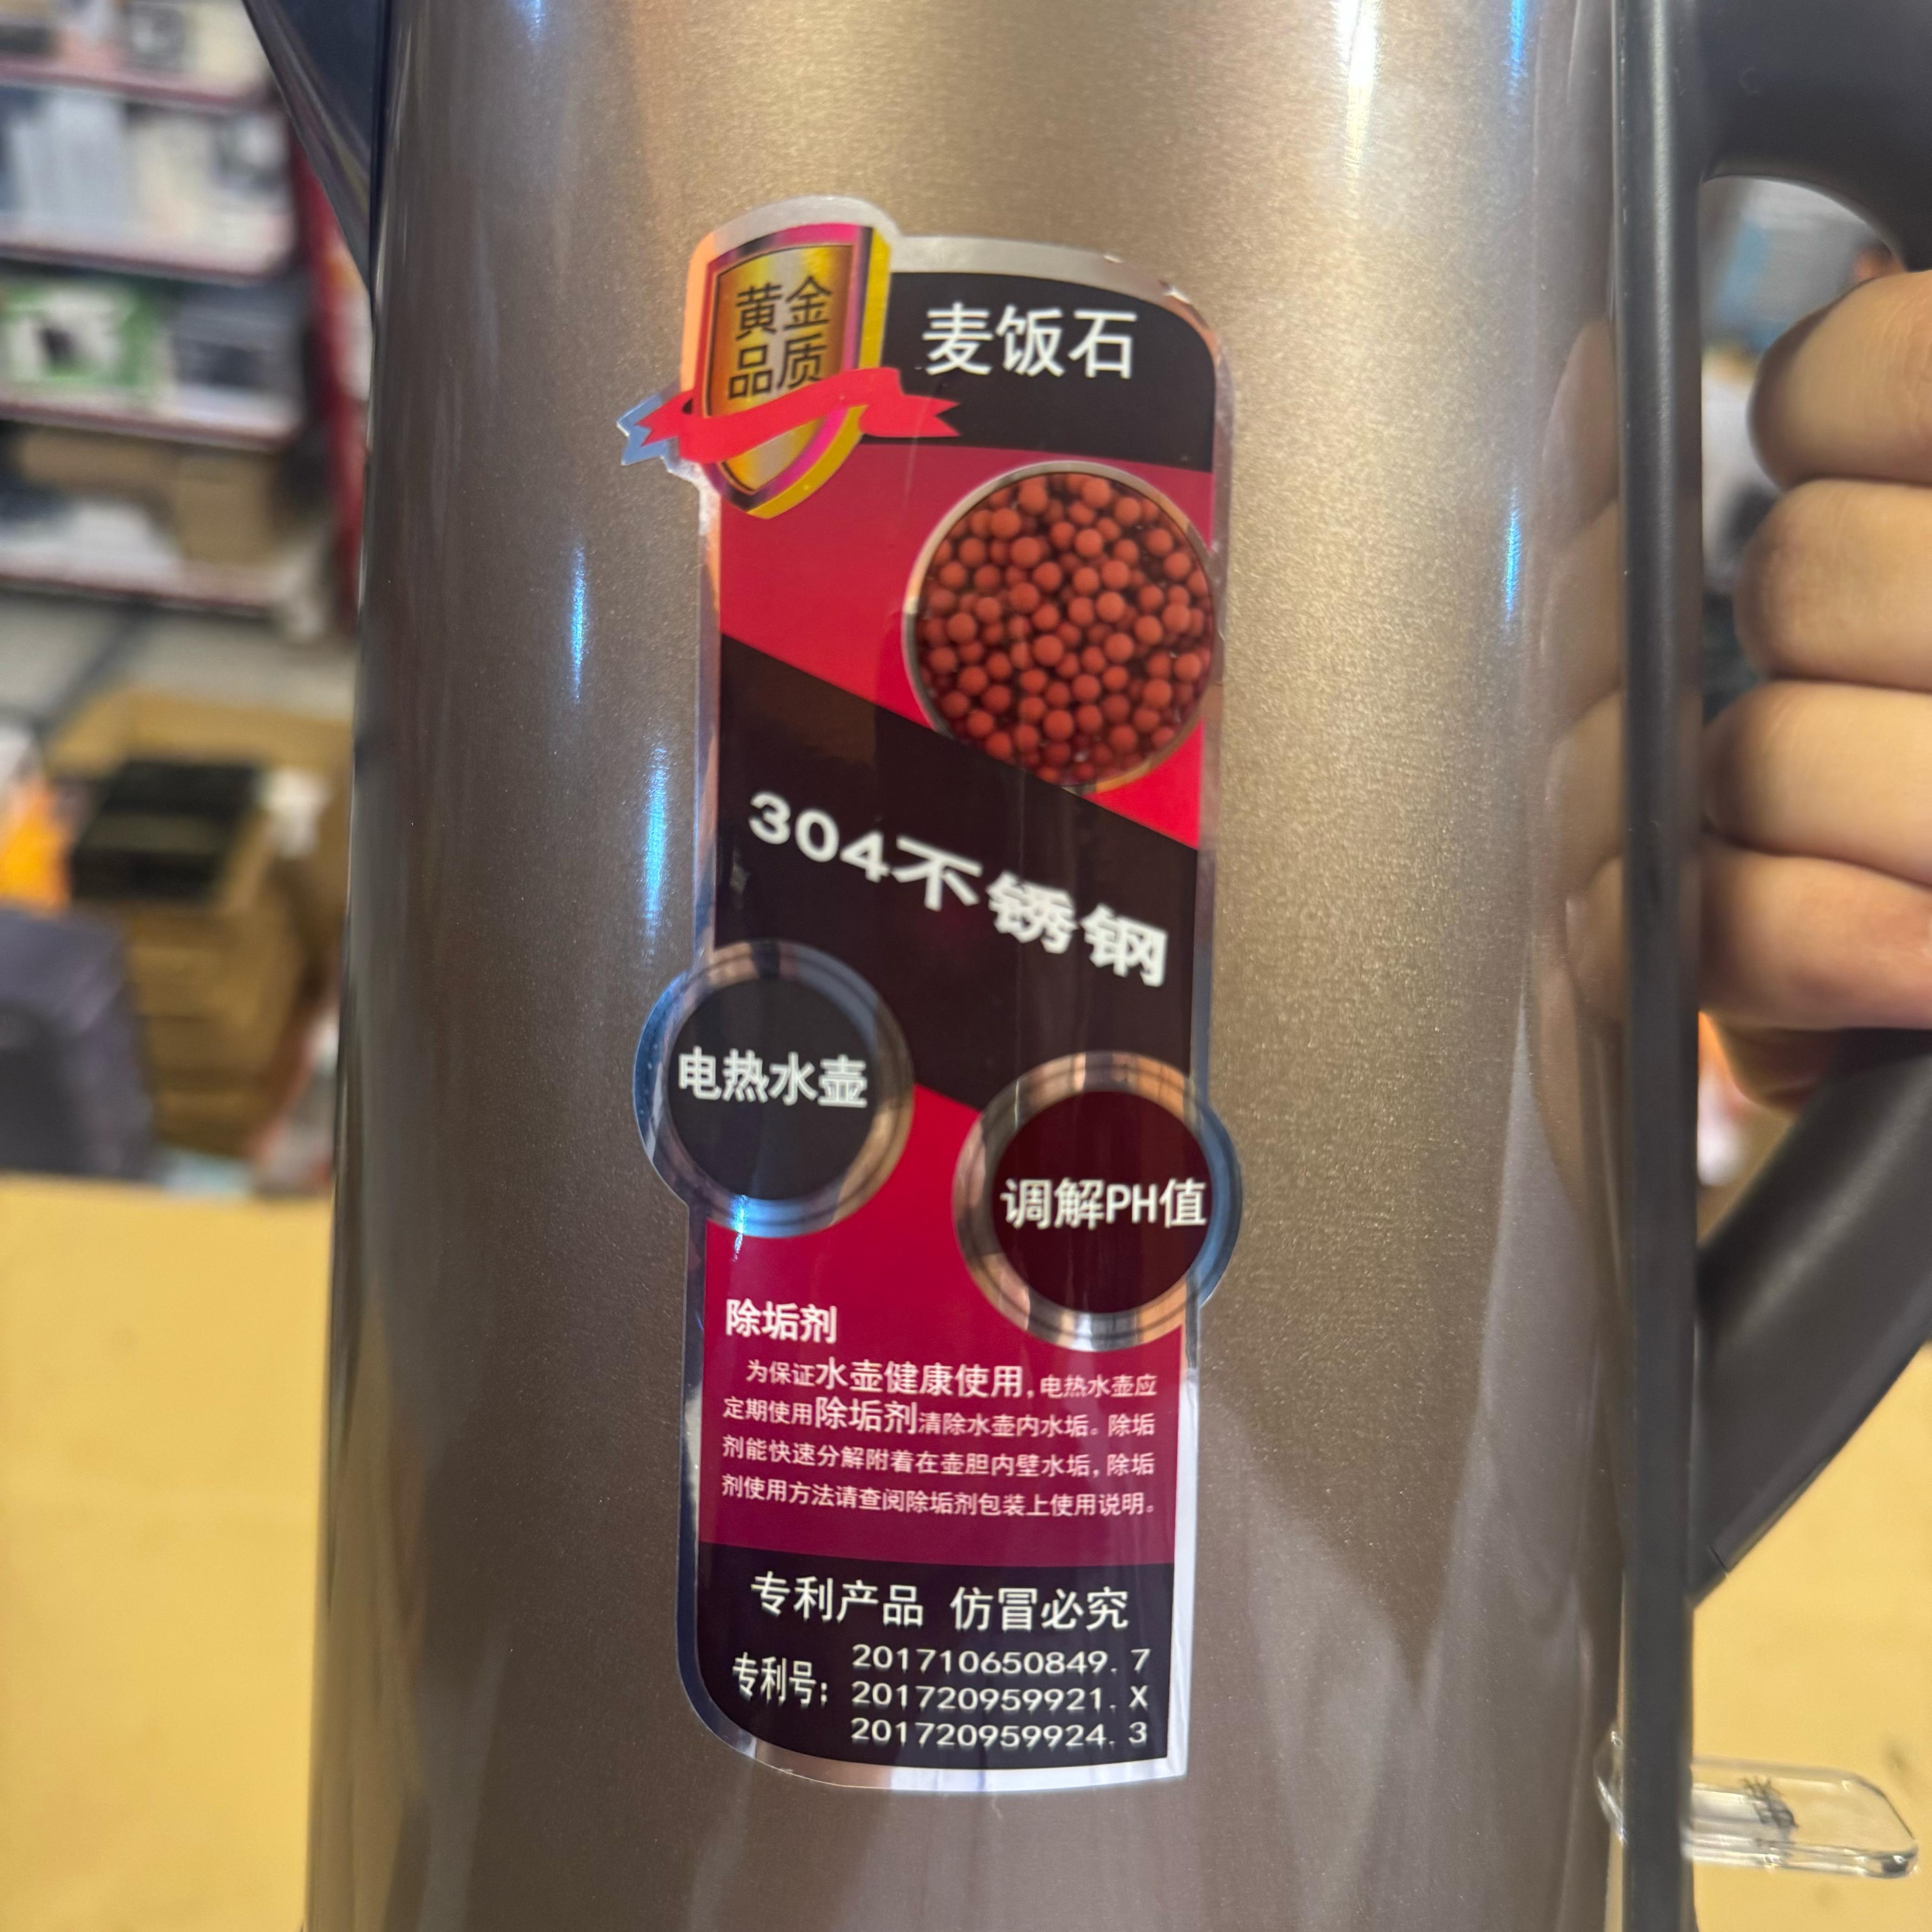 黄金
品质
麦饭石
304不锈钢
电热水壶
调解PH值
除垢剂
为保证水壶健康使用,电热水壶应
定期使用除垢剂清除水壶内水垢。除垢
剂能快速分解附着在壶胆内壁水垢,除垢
剂使用方法请查阅除垢剂包装上使用说明。
专利产品 仿冒必究
专利号: 201710650849.7
201720959921.X
201720959924.3